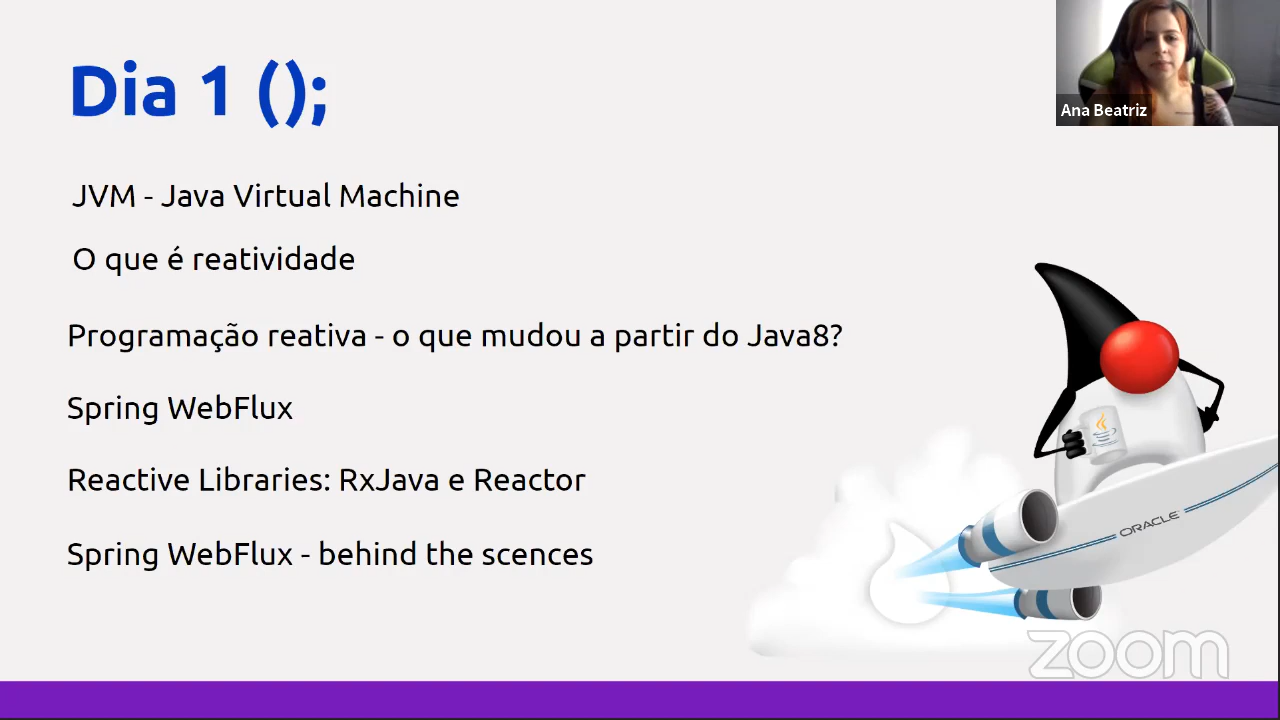 Dia 1 ();
Ana Beatriz
JVM - Java Virtual Machine
O que é reatividade
Programação reativa - o que mudou a partir do Java8?
Spring WebFlux
Reactive Libraries: RxJava e Reactor
Spring WebFlux - behind the scences
ORACLE
zoom